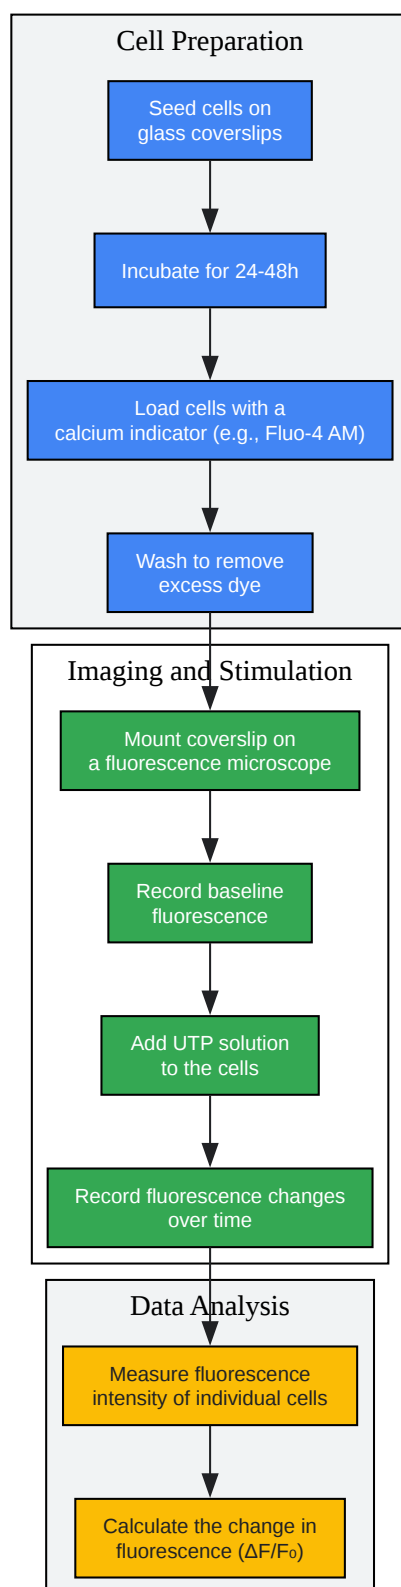 Cell Preparation
Seed cells on
glass coverslips
Incubate for 24-48h
Load cells with a
calcium indicator (e.g., Fluo-4 AM)
Wash to remove
excess dye
Imaging and Stimulation
Mount coverslip on
a fluorescence microscope
Record baseline
fluorescence
Add UTP solution
to the cells
Record fluorescence changes
over time
Data Analysis
Measure fluorescence
intensity of individual cells
Calculate the change in
fluorescence (ΔF/F₀)